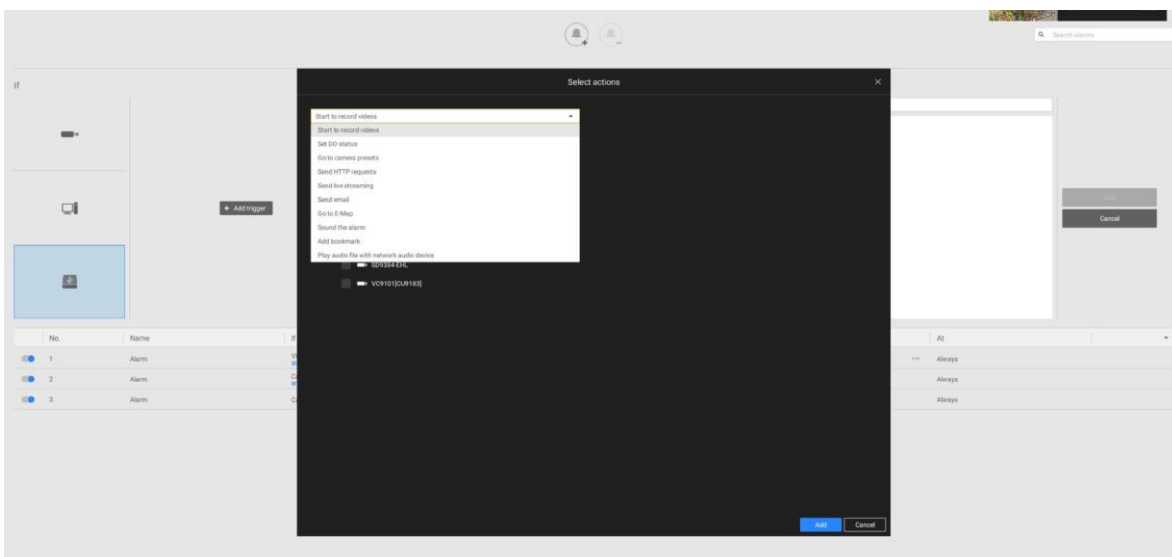 Search alarms
If
Select actions
Start to record videos
Start to record videos
Set DO status
Go to camera presets
Send HTTP requests
Send live streaming
Send email
Go to E-Map
Sound the alarm
Add bookmark
Play audio file with network audio device
SD9384-EHL
VC9101[CU9183]
+ Add trigger
Add
Cancel
No. Name If At
1 Alarm Always
2 Alarm Always
3 Alarm Always
Add Cancel